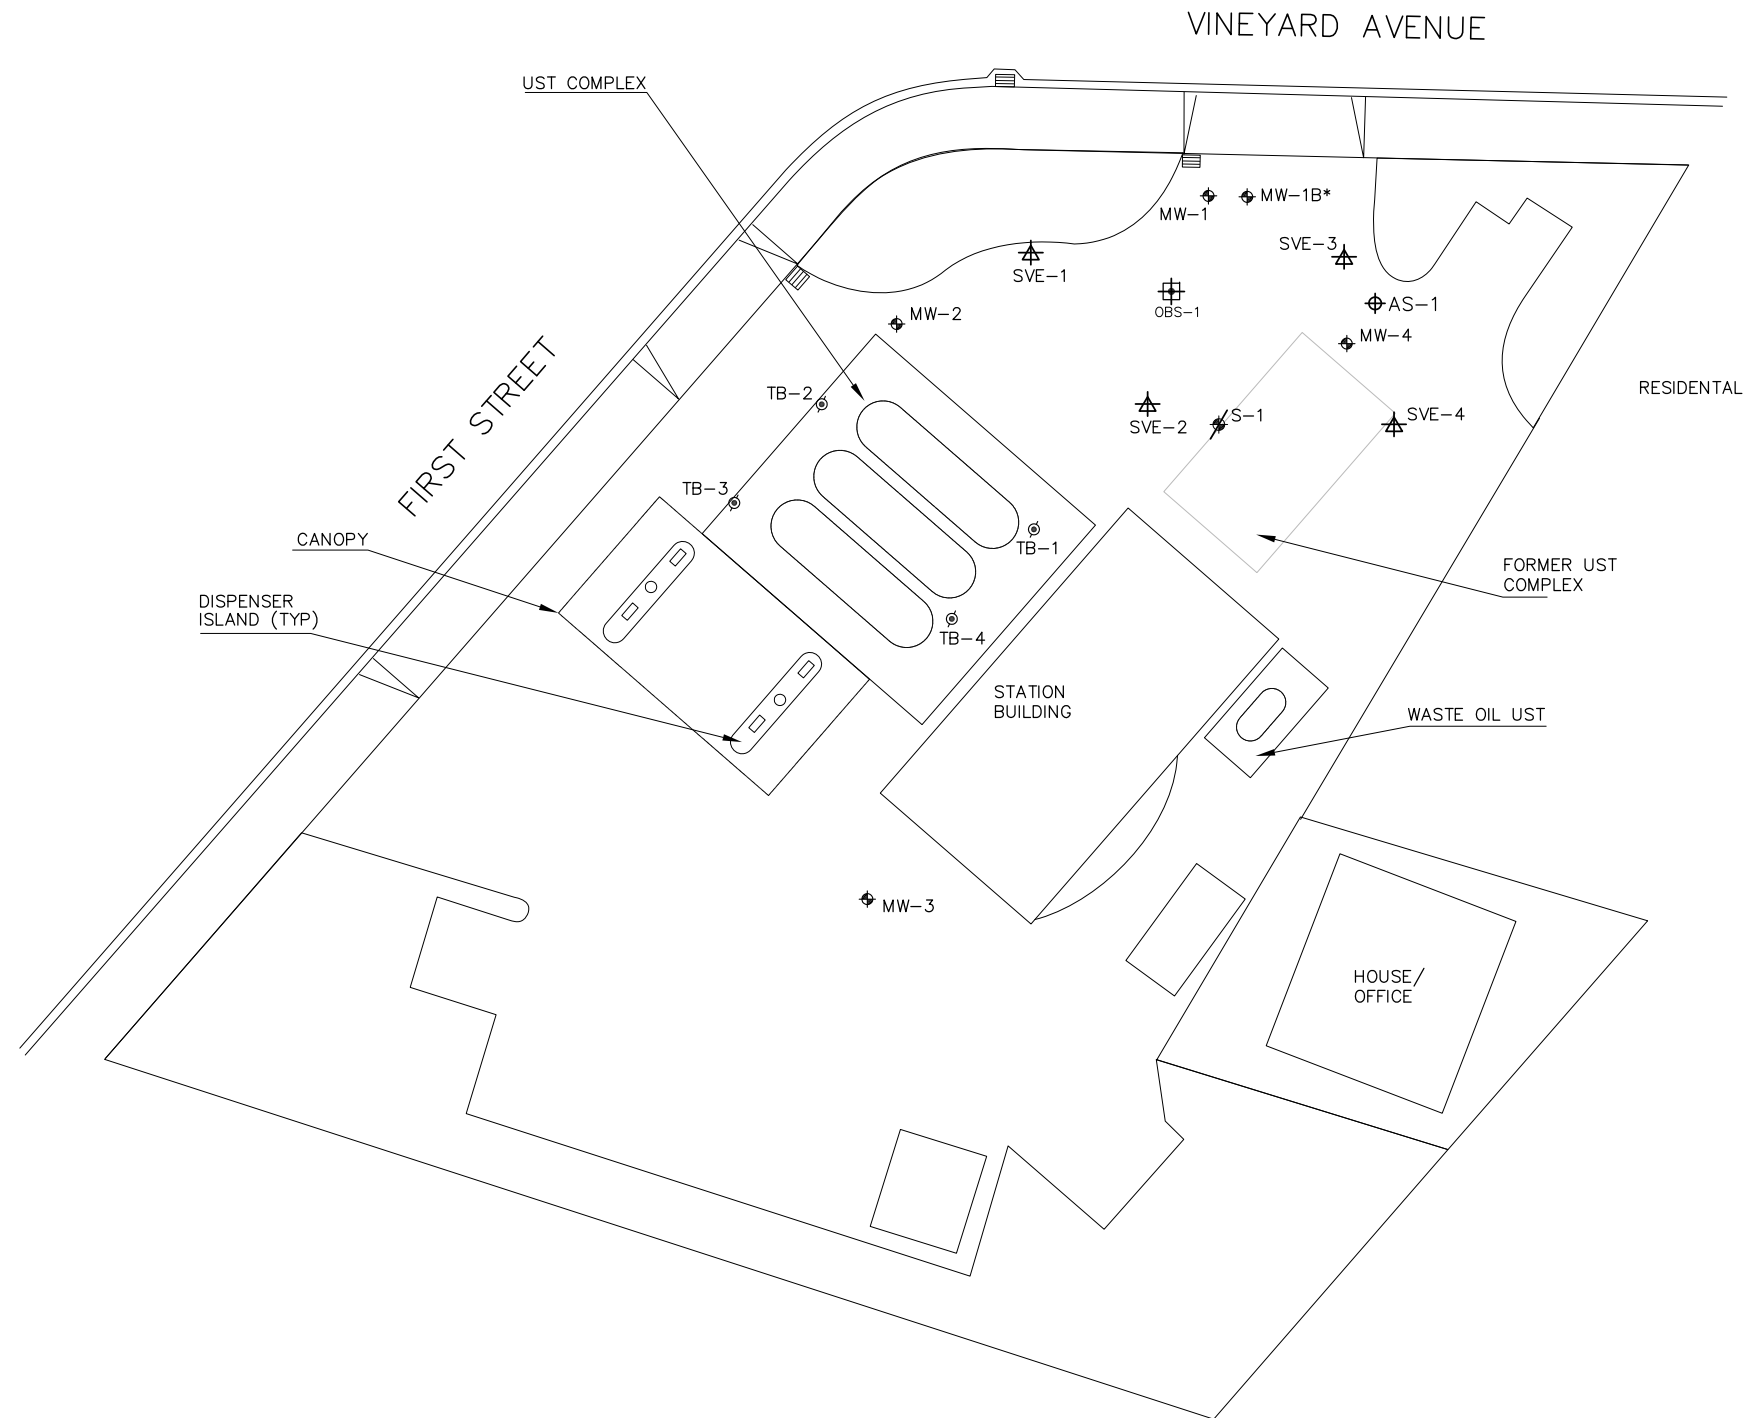 VINEYARD AVENUE
UST COMPLEX
MW-1
MW-1B*
SVE-3
SVE-1
OBS-1
AS-1
MW-2
MW-4
FIRST STREET
RESIDENTAL
TB-2
SVE-2
S-1
SVE-4
TB-3
CANOPY
TB-1
FORMER UST
COMPLEX
DISPENSER
ISLAND (TYP)
TB-4
STATION
BUILDING
WASTE OIL UST
MW-3
HOUSE/
OFFICE